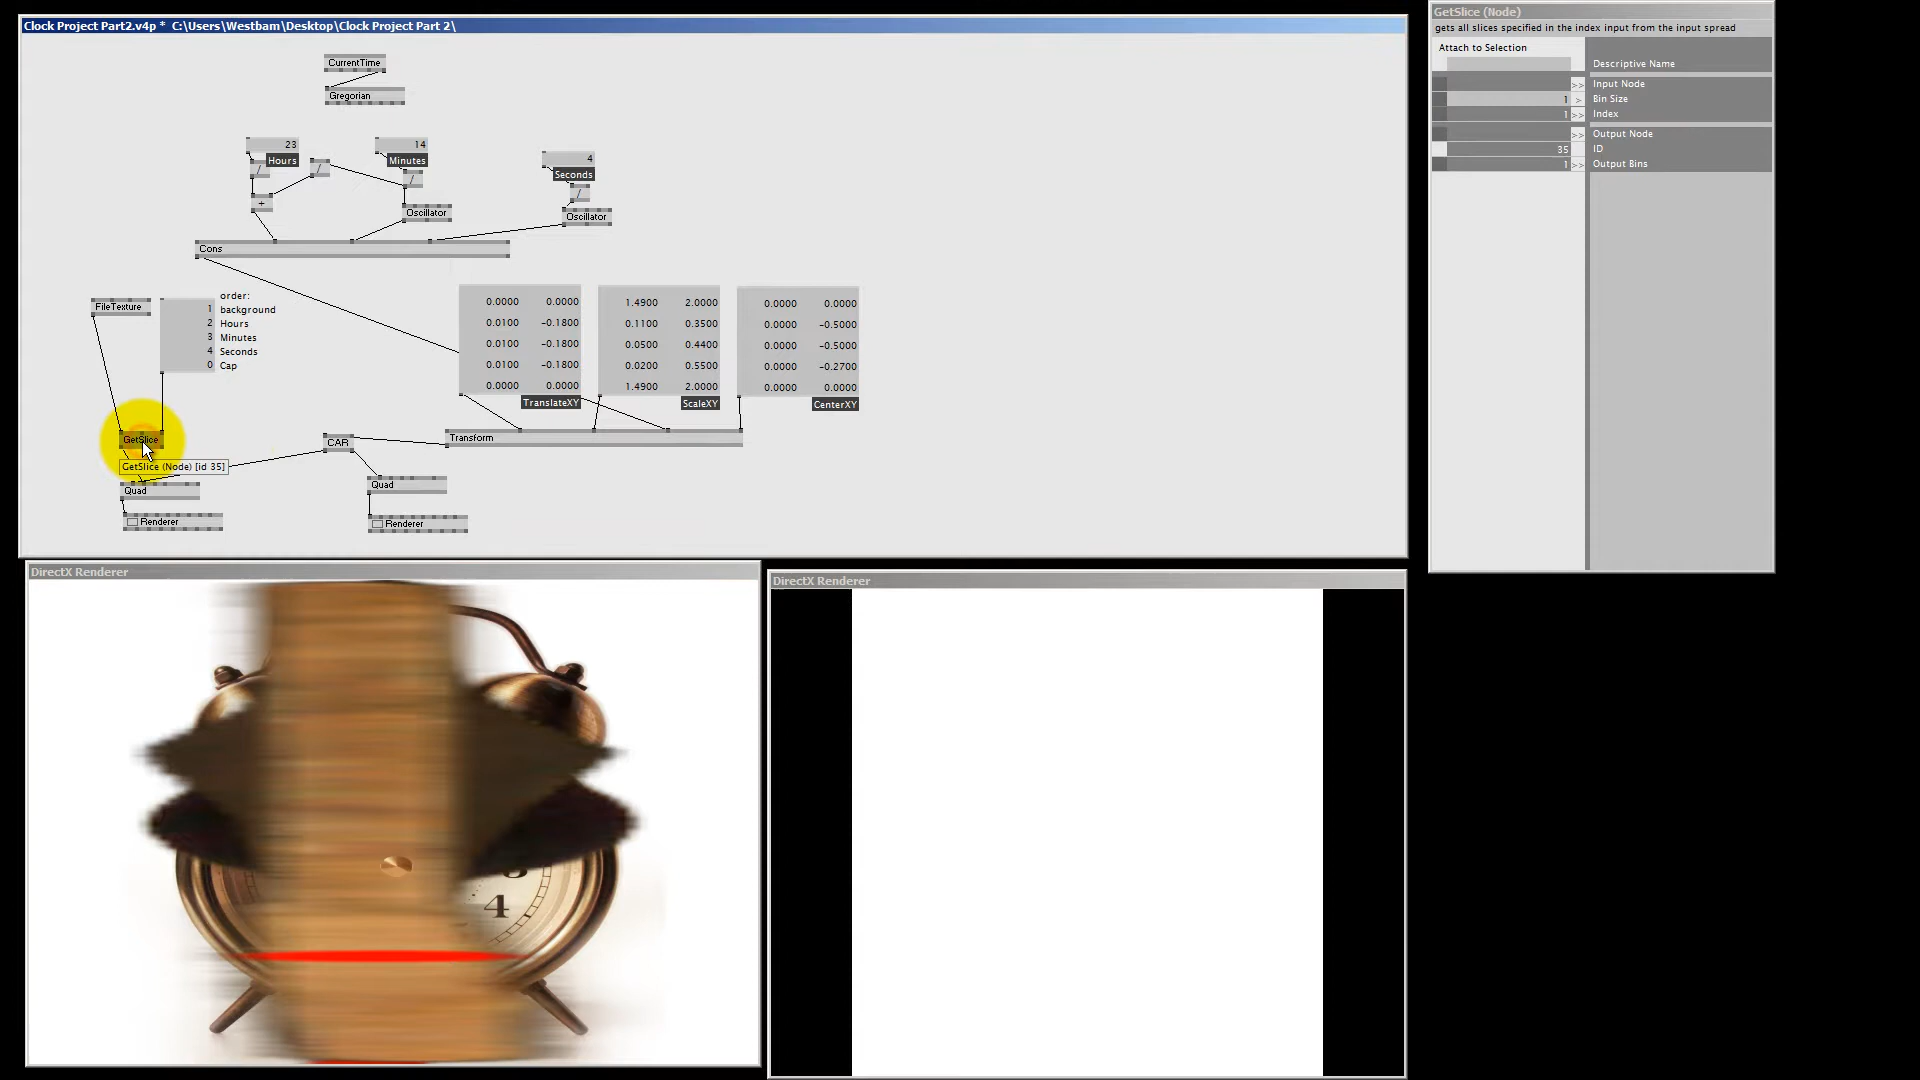 Clock Project Part2.v4p * C:\Users\Westbam\Desktop\Clock Project Part 2\
CurrentTime
Gregorian
23
Hours
/
/
14
Minutes
/
4
Seconds
/
+
Oscillator
Oscillator
Cons
FileTexture
order:
1 background
2 Hours
3 Minutes
4 Seconds
0 Cap
0.0000 0.0000
0.0100 -0.1800
0.0100 -0.1800
0.0100 -0.1800
0.0000 0.0000
TranslateXY
1.4900 2.0000
0.1100 0.3500
0.0500 0.4400
0.0200 0.5500
1.4900 2.0000
ScaleXY
0.0000 0.0000
0.0000 -0.5000
0.0000 -0.5000
0.0000 -0.2700
0.0000 0.0000
CenterXY
GetSlice
GetSlice (Node) [id 35]
CAR
Transform
Quad
Quad
Renderer
Renderer
GetSlice (Node)
gets all slices specified in the index input from the input spread
Attach to Selection
Descriptive Name
>> Input Node
1 > Bin Size
1 >> Index
>> Output Node
35 ID
1 >> Output Bins
DirectX Renderer
4
DirectX Renderer